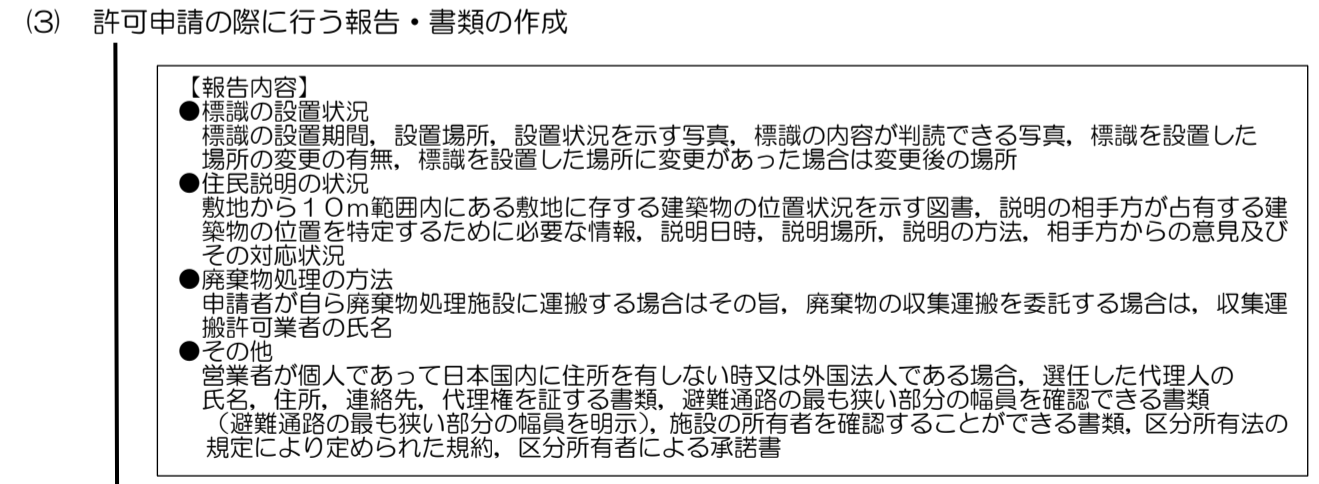 (3) 許可申請の際に行う報告・書類の作成
【報告内容】
●標識の設置状況
標識の設置期間，設置場所，設置状況を示す写真，標識の内容が判読できる写真，標識を設置した
場所の変更の有無，標識を設置した場所に変更があった場合は変更後の場所
●住民説明の状況
敷地から１０ｍ範囲内にある敷地に存する建築物の位置状況を示す図書，説明の相手方が占有する建
築物の位置を特定するために必要な情報，説明日時，説明場所，説明の方法，相手方からの意見及び
その対応状況
●廃棄物処理の方法
申請者が自ら廃棄物処理施設に運搬する場合はその旨，廃棄物の収集運搬を委託する場合は，収集運
搬許可業者の氏名
●その他
営業者が個人であって日本国内に住所を有しない時又は外国法人である場合，選任した代理人の
氏名，住所，連絡先，代理権を証する書類，避難通路の最も狭い部分の幅員を確認できる書類
（避難通路の最も狭い部分の幅員を明示），施設の所有者を確認することができる書類，区分所有法の
規定により定められた規約，区分所有者による承諾書